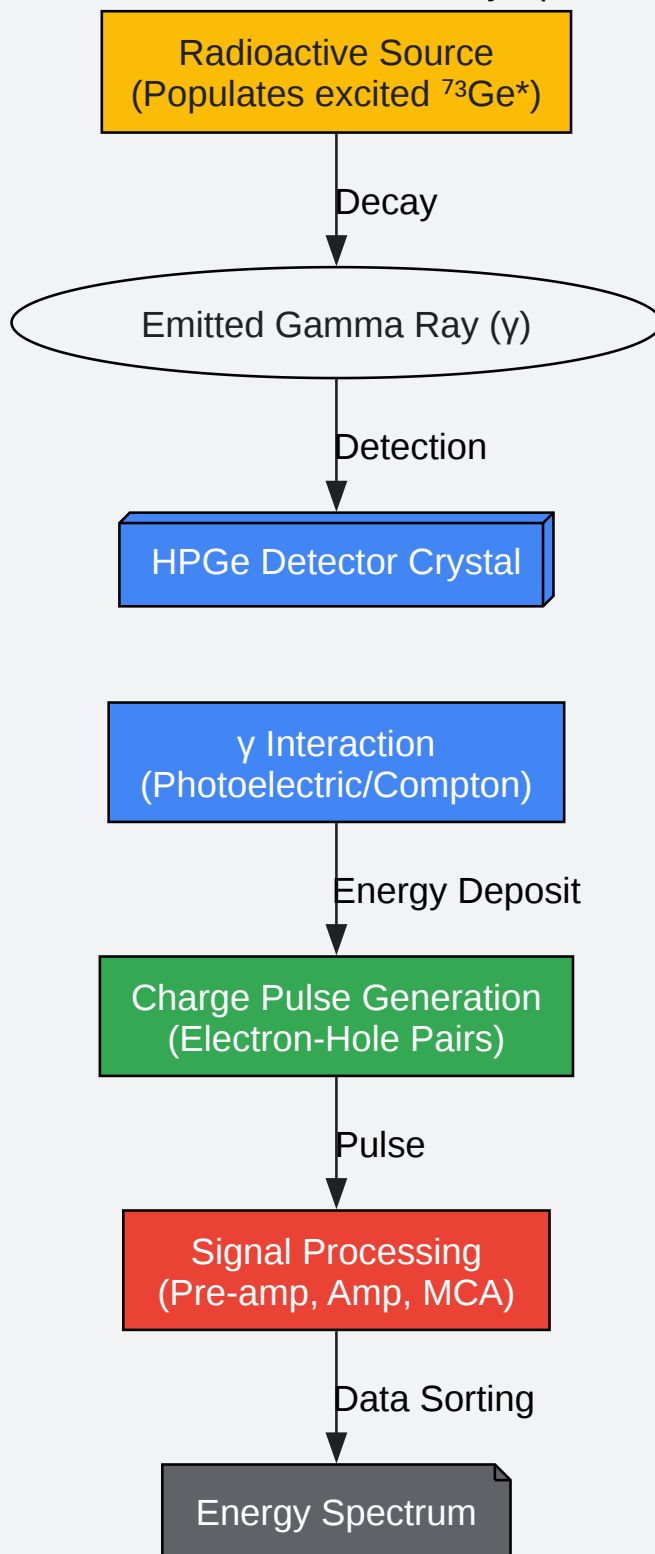 Radioactive Source
(Populates excited ⁷³Ge*)
Decay
Emitted Gamma Ray (γ)
Detection
HPGe Detector Crystal
γ Interaction
(Photoelectric/Compton)
Energy Deposit
Charge Pulse Generation
(Electron-Hole Pairs)
Pulse
Signal Processing
(Pre-amp, Amp, MCA)
Data Sorting
Energy Spectrum